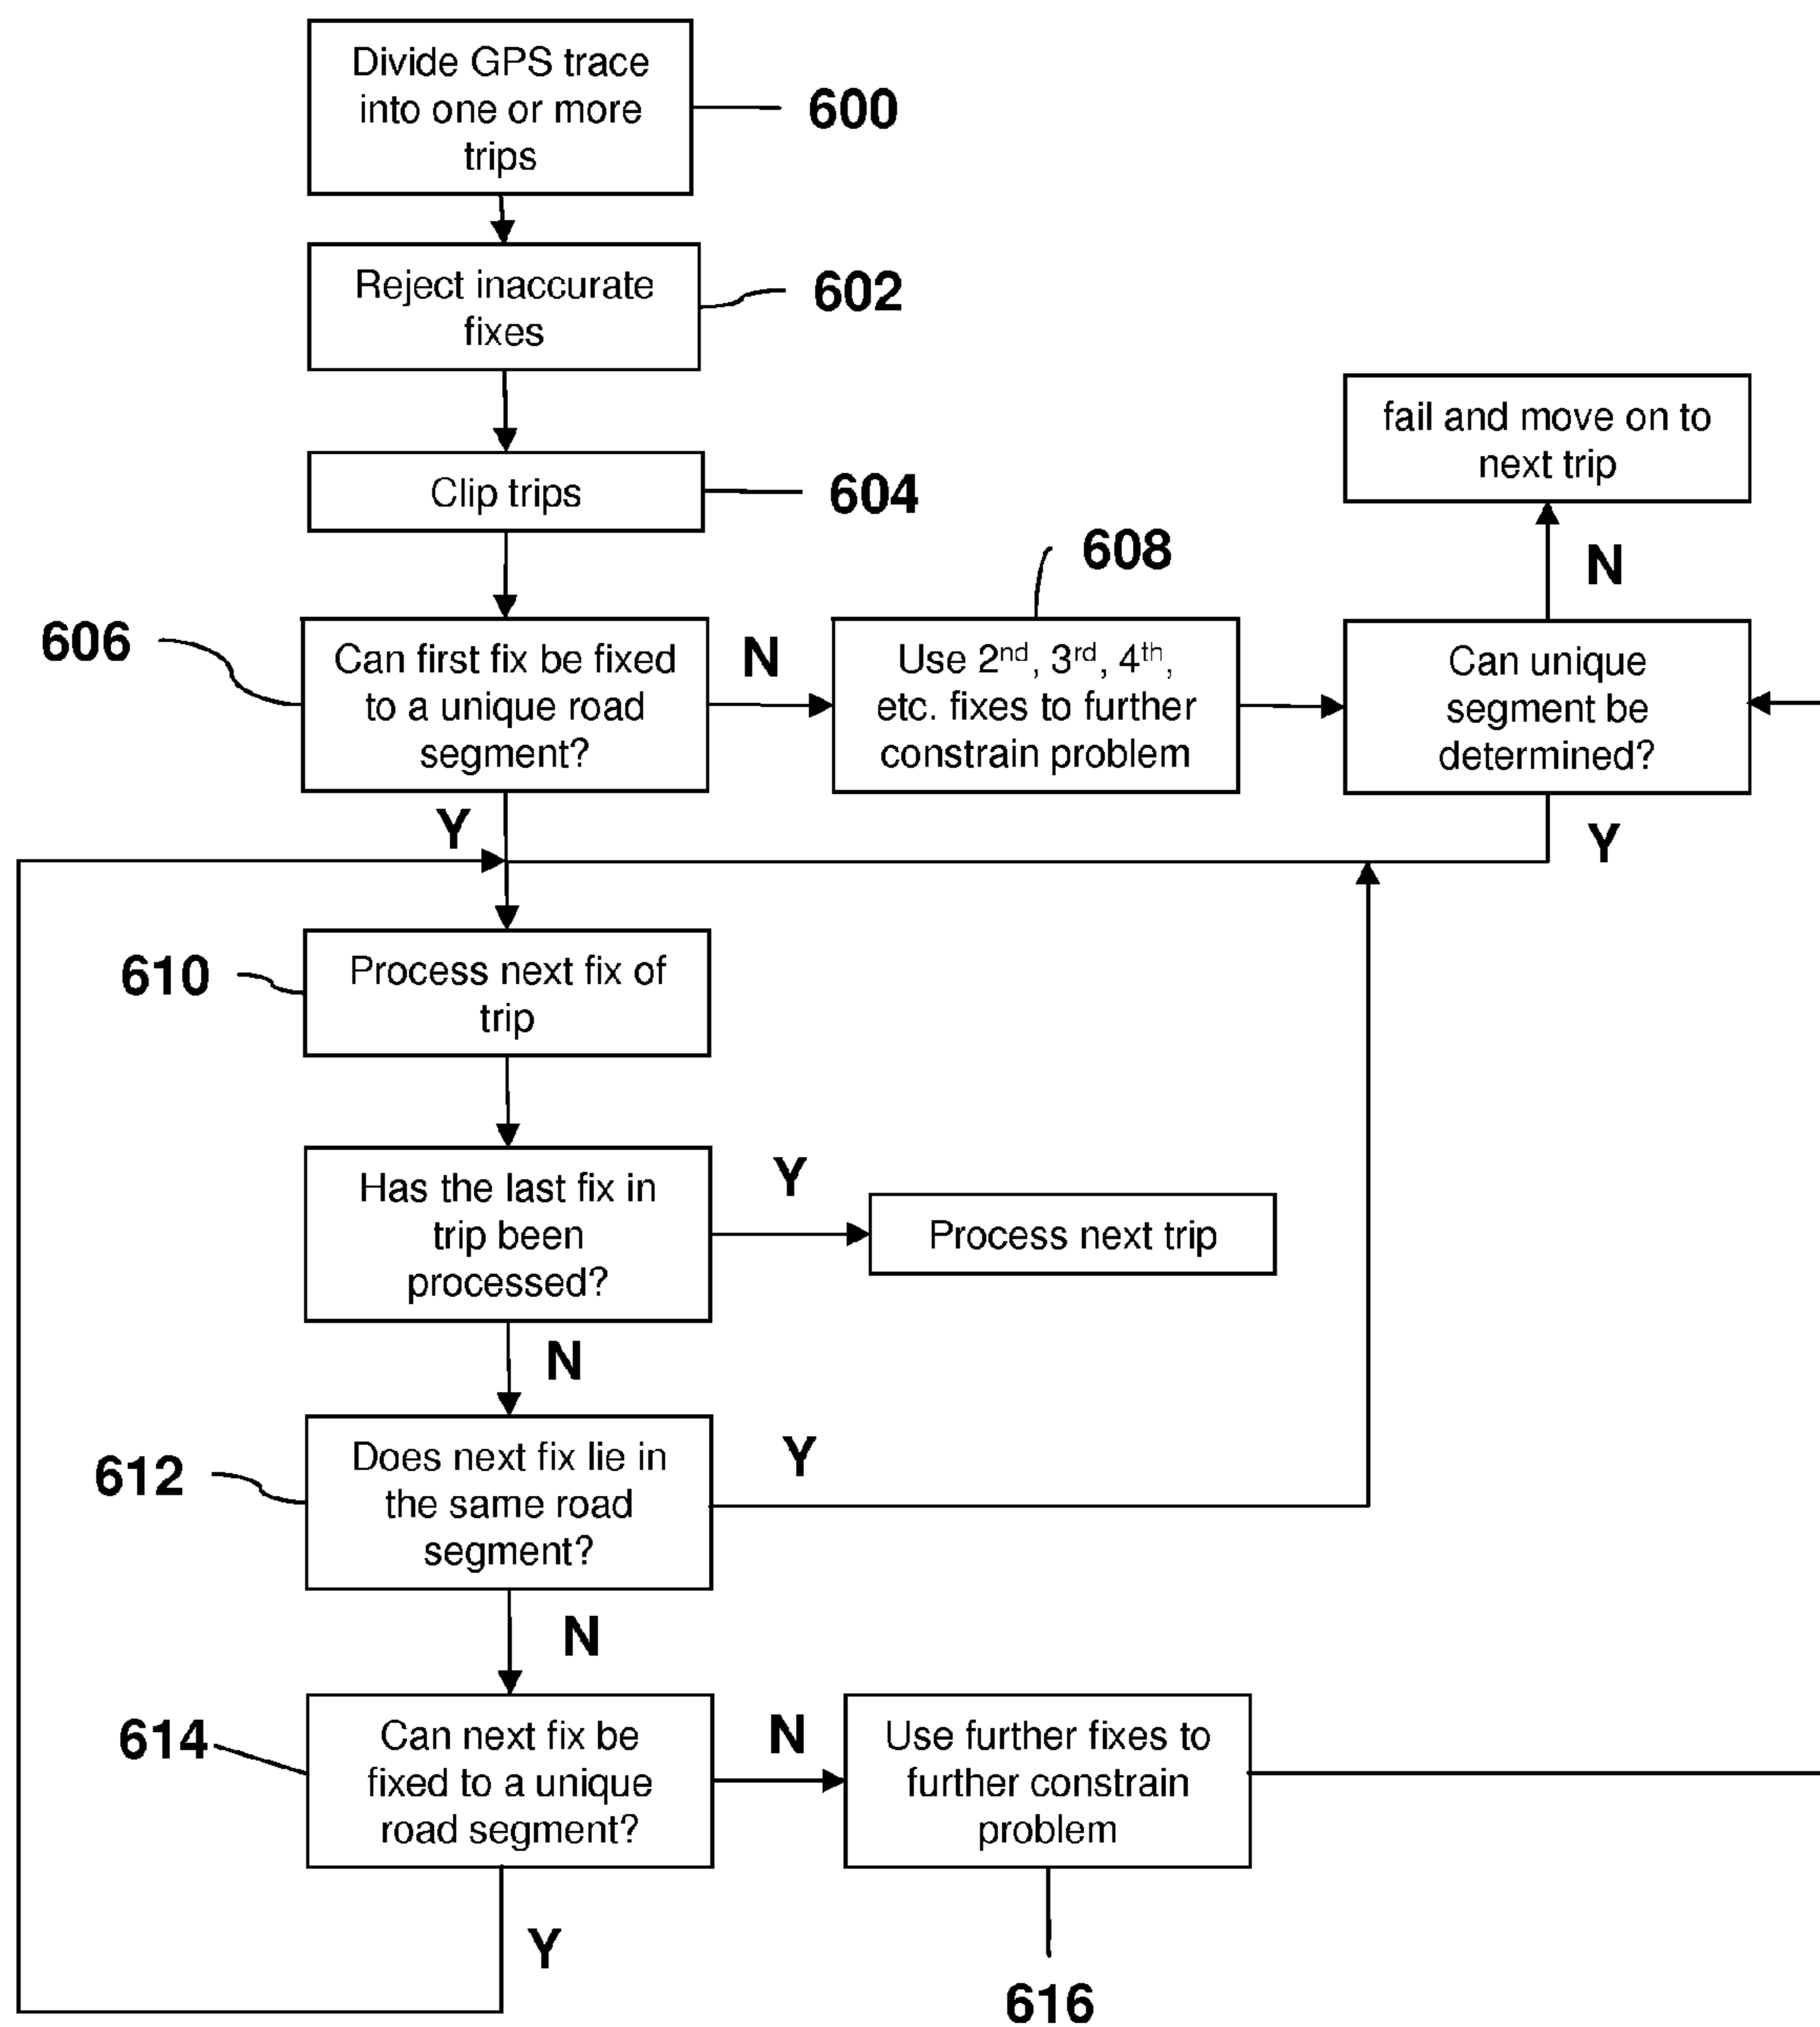 Divide GPS trace
into one or more
trips
600
Reject inaccurate
fixes
602
Clip trips
604
fail and move on to
next trip
N
608
606
Can first fix be fixed
to a unique road
segment?
N
Use 2nd, 3rd, 4th,
etc. fixes to further
constrain problem
Can unique
segment be
determined?
Y
Y
610
Process next fix of
trip
Has the last fix in
trip been
processed?
Y
Process next trip
N
612
Does next fix lie in
the same road
segment?
Y
N
614
Can next fix be
fixed to a unique
road segment?
N
Use further fixes to
further constrain
problem
Y
616